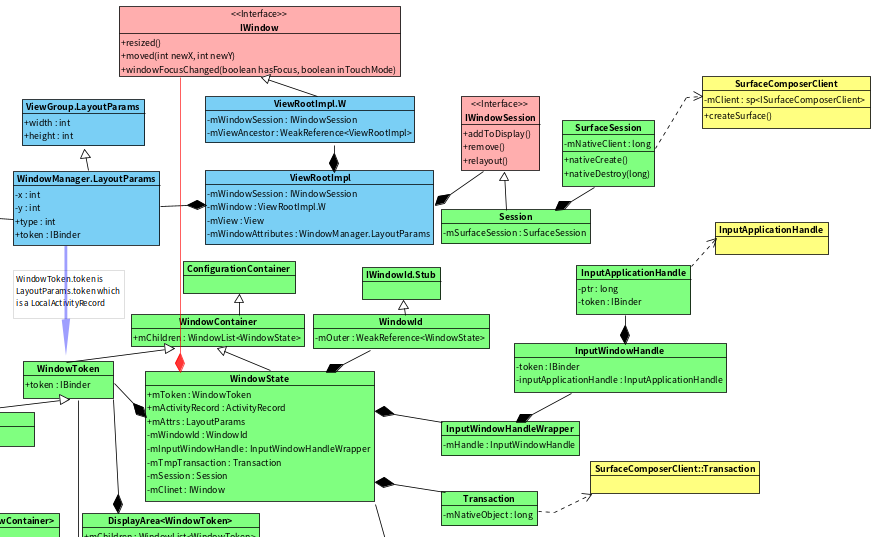 <<Interface>>
IWindow
+resized()
+moved(int newX, int newY)
+windowFocusChanged(boolean hasFocus, boolean inTouchMode)
ViewGroup.LayoutParams
+width : int
+height : int
ViewRootImpl.W
-mWindowSession : IWindowSession
-mViewAncestor : WeakReference<ViewRootImpl>
<<Interface>>
IWindowSession
+addToDisplay()
+remove()
+relayout()
SurfaceSession
-mNativeClient : long
+nativeCreate()
+nativeDestroy(long)
SurfaceComposerClient
-mClient : sp<ISurfaceComposerClient>
+createSurface()
WindowManager.LayoutParams
-x : int
-y : int
+type : int
+token : IBinder
ViewRootImpl
-mWindowSession : IWindowSession
-mWindow : ViewRootImpl.W
-mView : View
-mWindowAttributes : WindowManager.LayoutParams
Session
-mSurfaceSession : SurfaceSession
InputApplicationHandle
WindowToken.token is
LayoutParams.token which
is a LocalActivityRecord
ConfigurationContainer
IWindowId.Stub
InputApplicationHandle
-ptr : long
-token : IBinder
WindowContainer
+mChildren : WindowList<WindowState>
WindowId
-mOuter : WeakReference<WindowState>
InputWindowHandle
-token : IBinder
-inputApplicationHandle : InputApplicationHandle
WindowToken
+token : IBinder
WindowState
+mToken : WindowToken
+mActivityRecord : ActivityRecord
+mAttrs : LayoutParams
-mWindowId : WindowId
-mInputWindowHandle : InputWindowHandleWrapper
-mTmpTransaction : Transaction
-mSession : Session
-mClinet : IWindow
InputWindowHandleWrapper
-mHandle : InputWindowHandle
SurfaceComposerClient::Transaction
Transaction
-mNativeObject : long
wContainer>
DisplayArea<WindowToken>
+mChildren : WindowList<WindowToken>